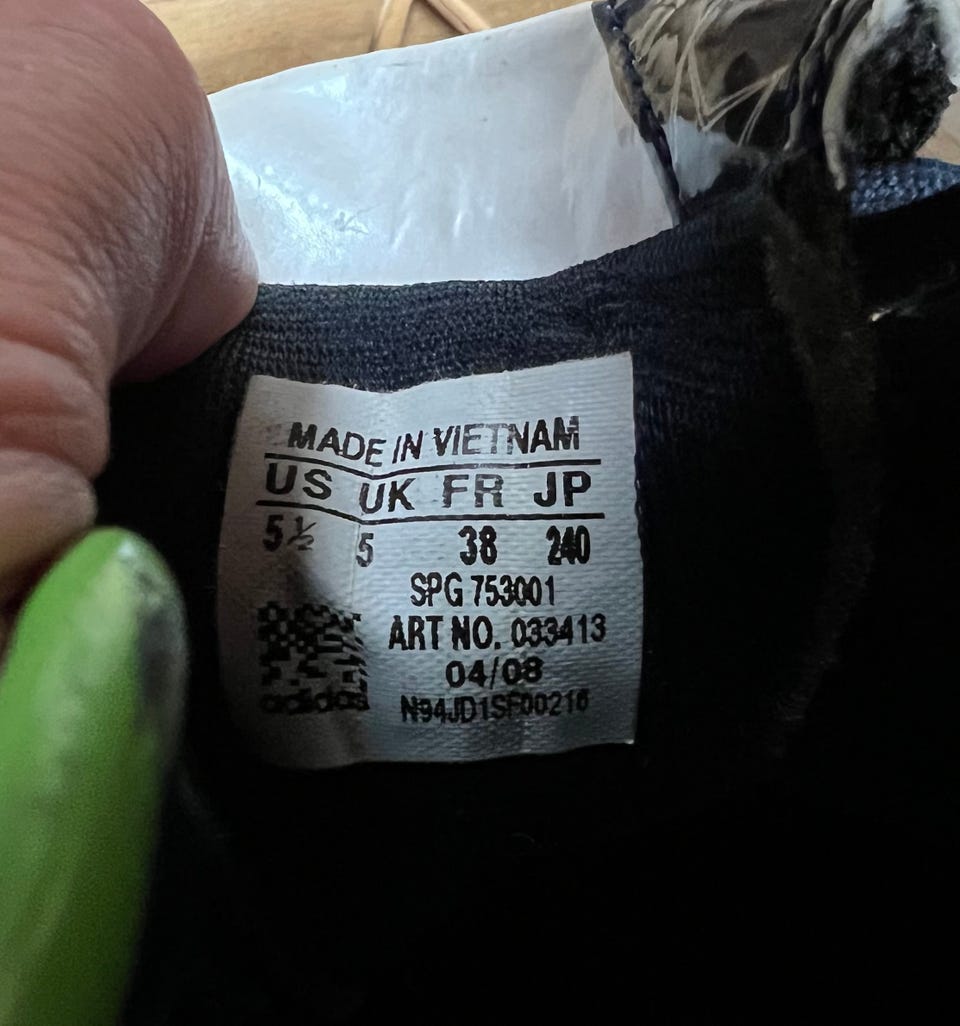 MADE IN VIETNAM
US UK FR JP
5½ 5 38 240
SPG 753001
ART NO. 033413
04/08
N94JD1SF00216
adidas